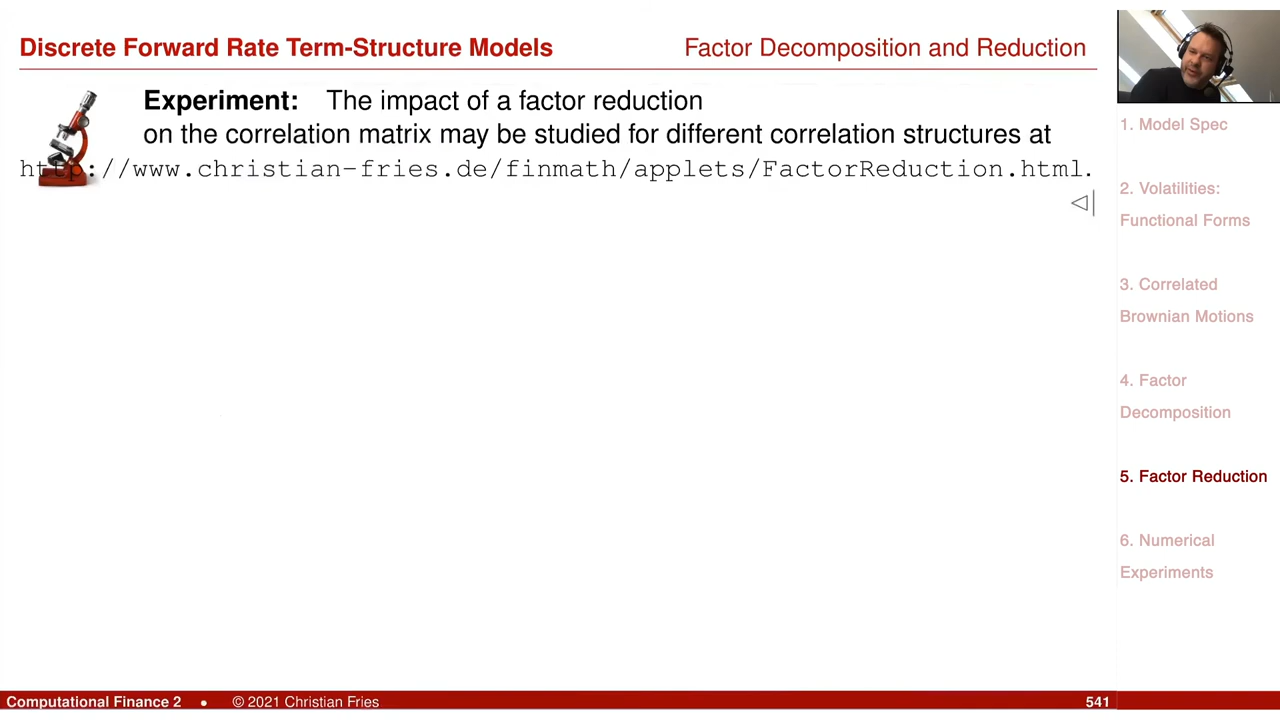 Discrete Forward Rate Term-Structure Models
Factor Decomposition and Reduction
Experiment: The impact of a factor reduction
on the correlation matrix may be studied for different correlation structures at
http://www.christian-fries.de/finmath/applets/FactorReduction.html.
1. Model Spec
2. Volatilities:
Functional Forms
3. Correlated
Brownian Motions
4. Factor
Decomposition
5. Factor Reduction
6. Numerical
Experiments
Computational Finance 2 • © 2021 Christian Fries
541